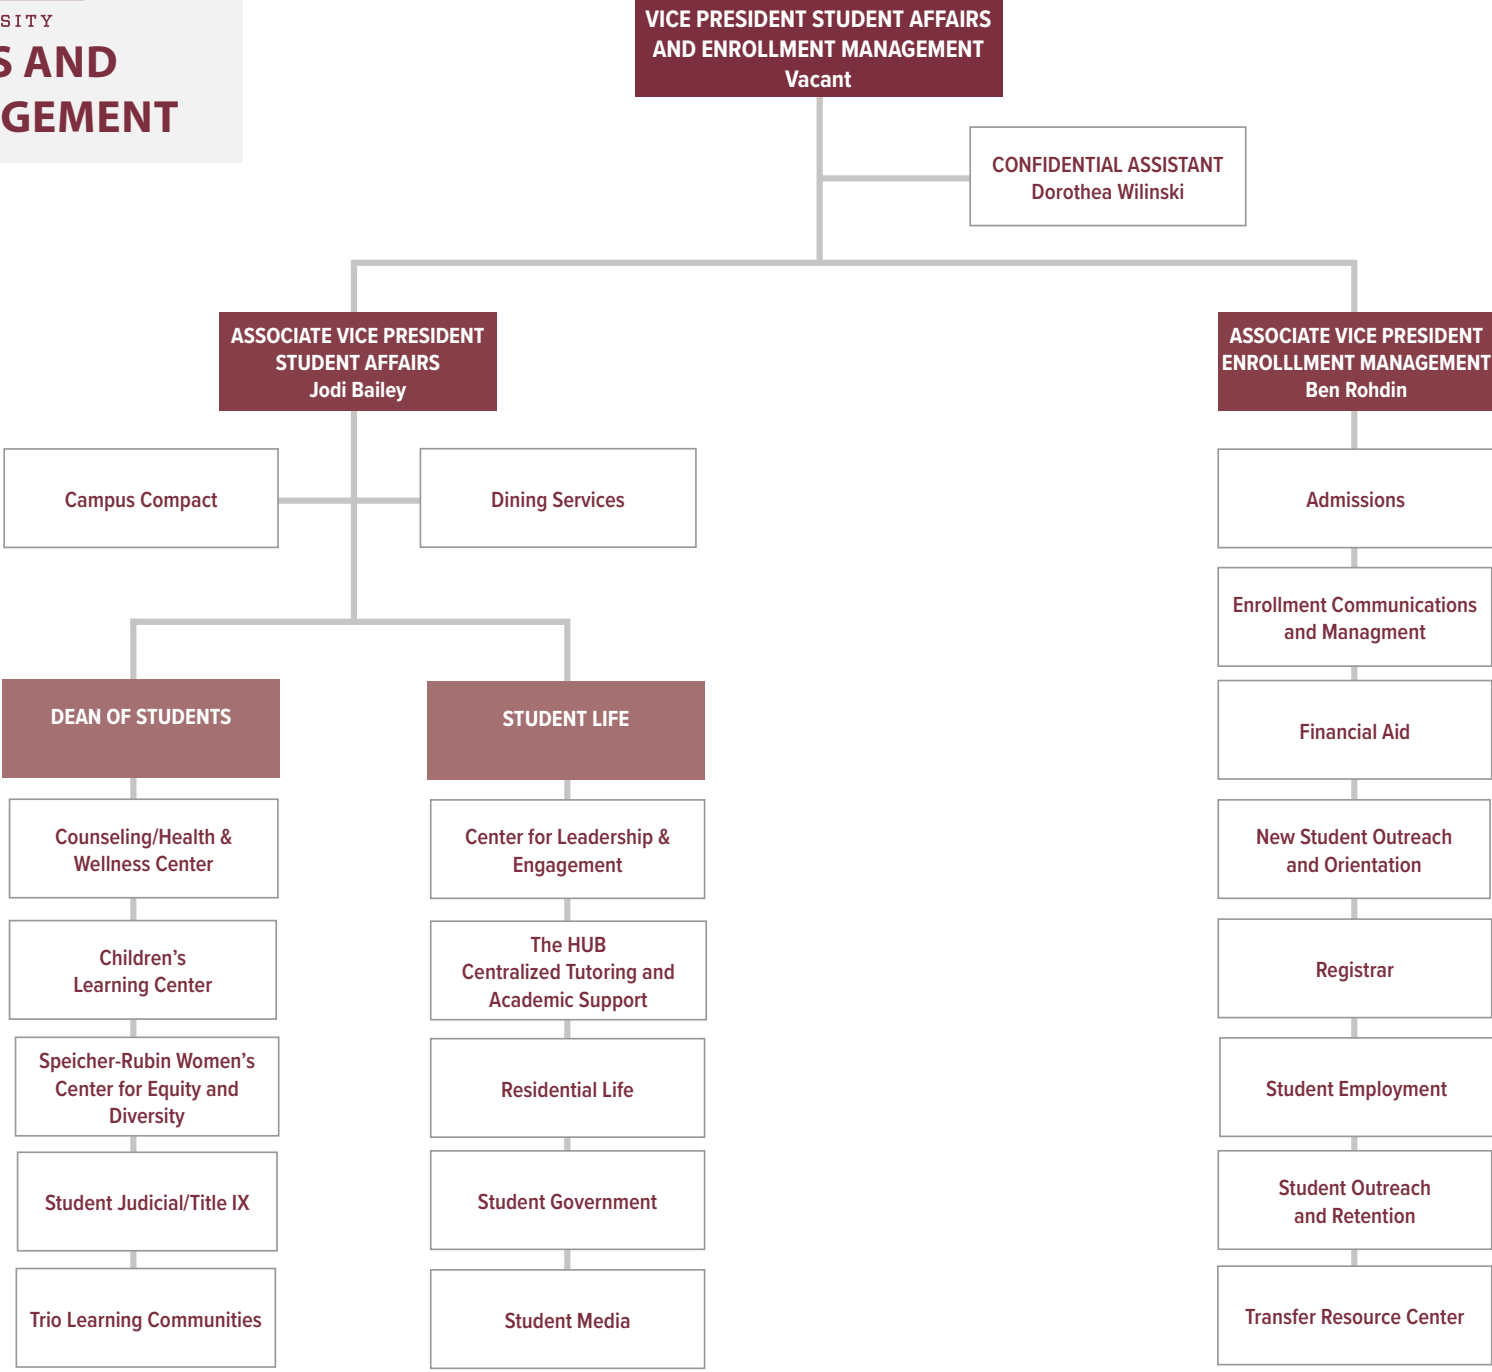 SITY
S AND
GEMENT
VICE PRESIDENT STUDENT AFFAIRS
AND ENROLLMENT MANAGEMENT
Vacant
CONFIDENTIAL ASSISTANT
Dorothea Wilinski
ASSOCIATE VICE PRESIDENT
STUDENT AFFAIRS
Jodi Bailey
ASSOCIATE VICE PRESIDENT
ENROLLLMENT MANAGEMENT
Ben Rohdin
Campus Compact
Dining Services
DEAN OF STUDENTS
Counseling/Health &
Wellness Center
Children’s
Learning Center
Speicher-Rubin Women’s
Center for Equity and
Diversity
Student Judicial/Title IX
Trio Learning Communities
STUDENT LIFE
Center for Leadership &
Engagement
The HUB
Centralized Tutoring and
Academic Support
Residential Life
Student Government
Student Media
Admissions
Enrollment Communications
and Managment
Financial Aid
New Student Outreach
and Orientation
Registrar
Student Employment
Student Outreach
and Retention
Transfer Resource Center